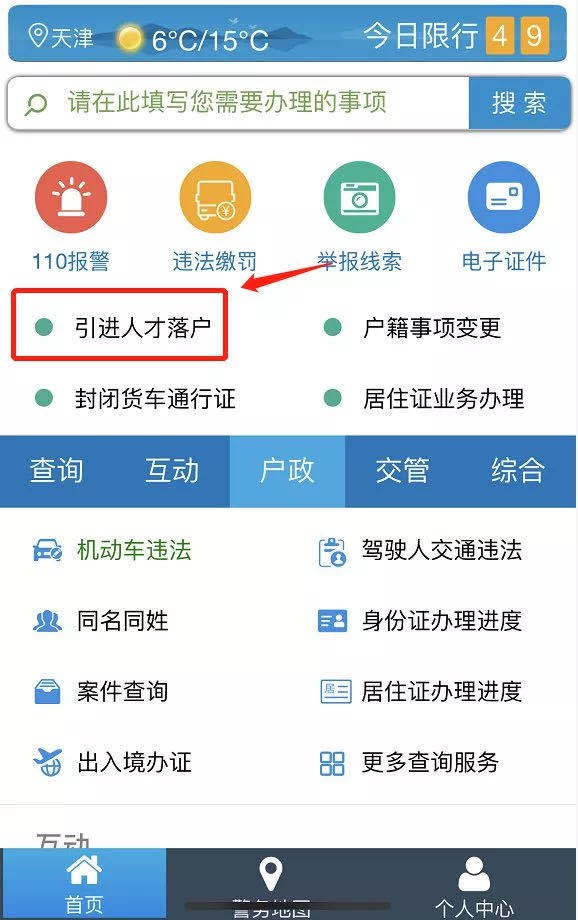 天津 6°C/15°C 今日限行 4 9
请在此填写您需要办理的事项 搜索
110报警 违法缴罚 举报线索 电子证件
引进人才落户 户籍事项变更
封闭货车通行证 居住证业务办理
查询 互动 户政 交管 综合
机动车违法 驾驶人交通违法
同名同姓 身份证办理进度
案件查询 居住证办理进度
出入境办证 更多查询服务
互动
首页 警务地图 个人中心